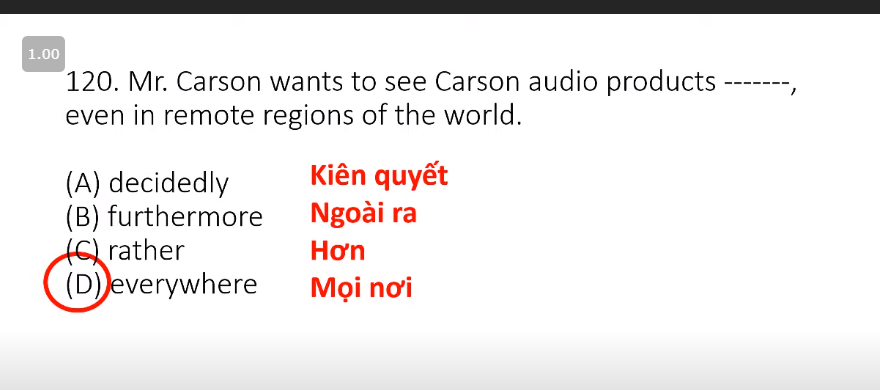 1.00
120. Mr. Carson wants to see Carson audio products -------,
even in remote regions of the world.
(A) decidedly Kiên quyết
(B) furthermore Ngoài ra
(C) rather Hơn
(D) everywhere Mọi nơi